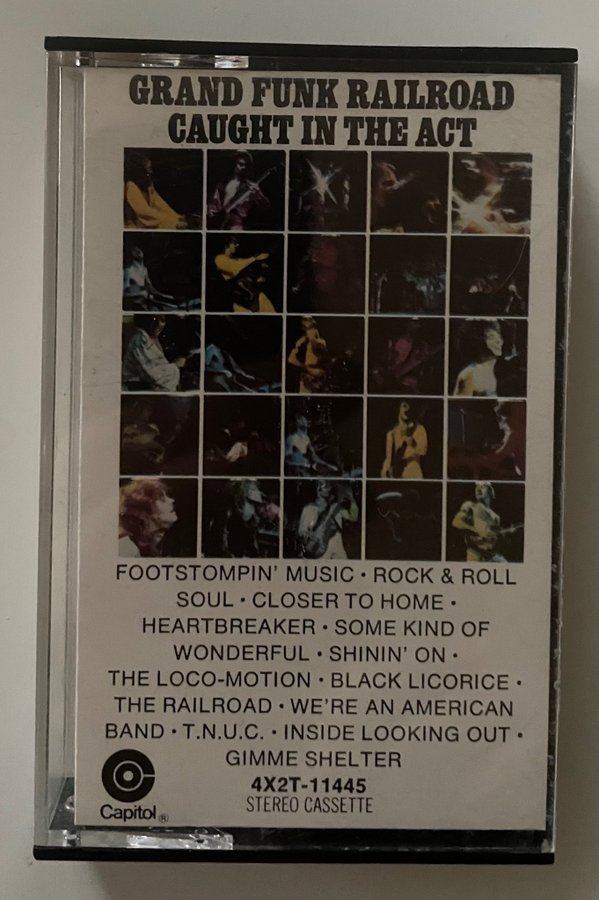 GRAND FUNK RAILROAD
CAUGHT IN THE ACT
FOOTSTOMPIN' MUSIC • ROCK & ROLL
SOUL • CLOSER TO HOME •
HEARTBREAKER • SOME KIND OF
WONDERFUL • SHININ' ON •
THE LOCO-MOTION • BLACK LICORICE •
THE RAILROAD • WE'RE AN AMERICAN
BAND • T.N.U.C. • INSIDE LOOKING OUT •
GIMME SHELTER
4X2T-11445
STEREO CASSETTE
Capitol®